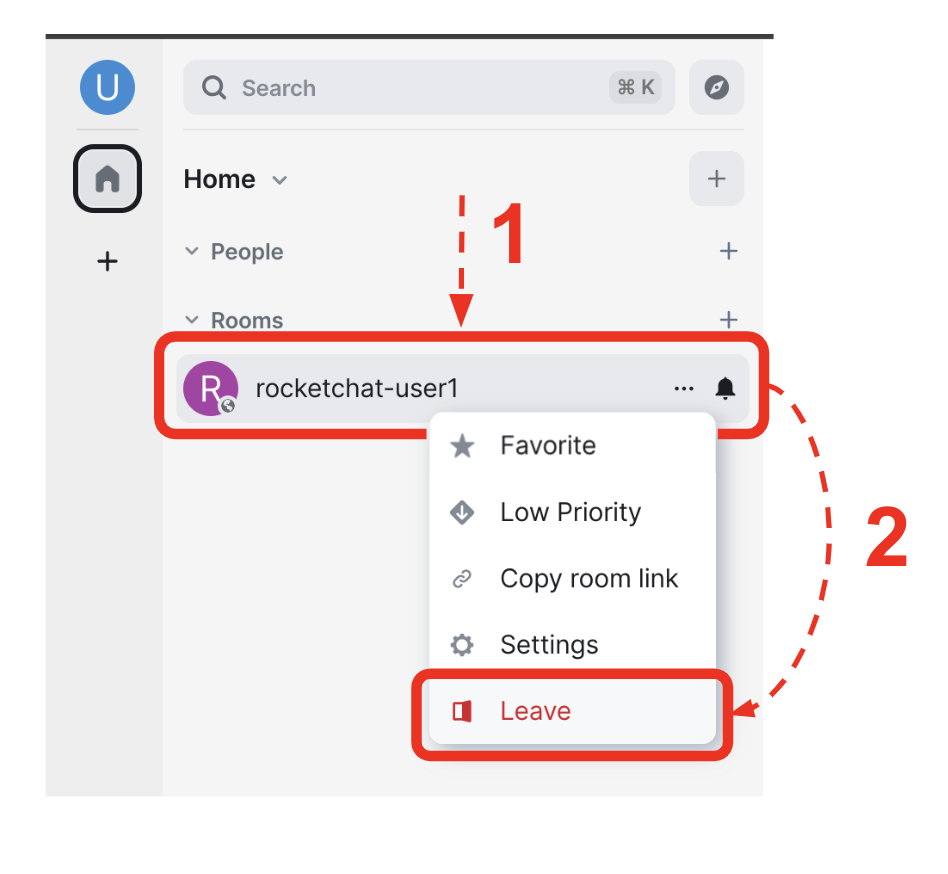 U
Search ⌘ K
Home
1
People
Rooms
R rocketchat-user1
Favorite
Low Priority
2
Copy room link
Settings
Leave